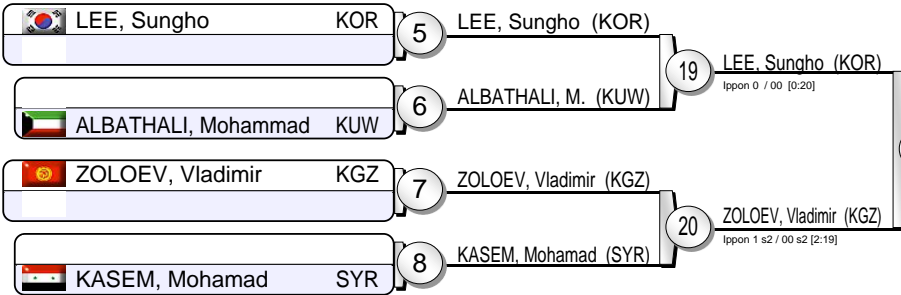 LEE, Sungho KOR
5
LEE, Sungho (KOR)
ALBATHALI, Mohammad KUW
6
ALBATHALI, M. (KUW)
19
LEE, Sungho (KOR)
Ippon 0 / 00 [0:20]
ZOLOEV, Vladimir KGZ
7
ZOLOEV, Vladimir (KGZ)
KASEM, Mohamad SYR
8
KASEM, Mohamad (SYR)
20
ZOLOEV, Vladimir (KGZ)
Ippon 1 s2 / 00 s2 [2:19]